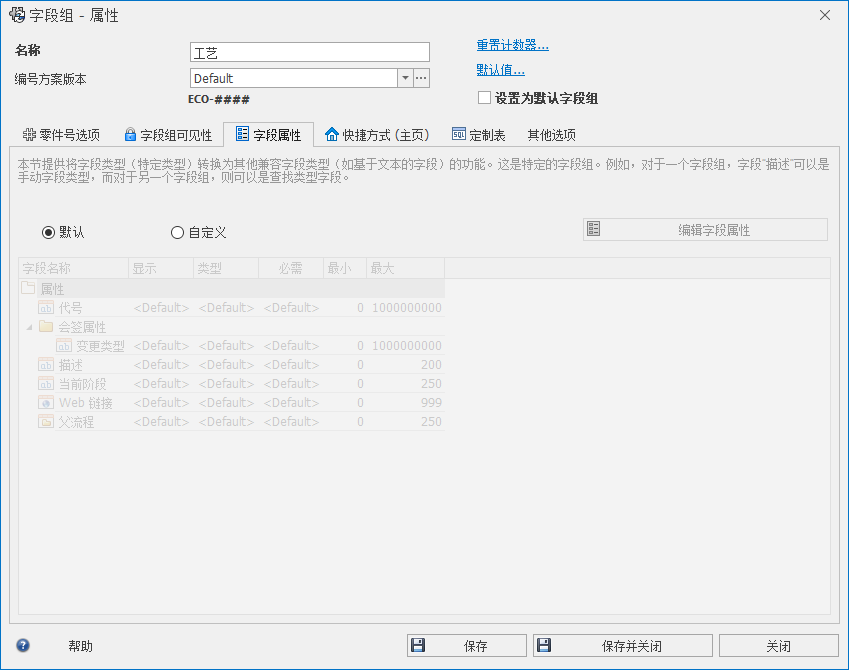 字段组 - 属性
名称
工艺
重置计数器...
编号方案版本
Default
默认值...
ECO-####
设置为默认字段组
零件号选项 字段组可见性 字段属性 快捷方式 (主页) 定制表 其他选项
本节提供将字段类型（特定类型）转换为其他兼容字段类型（如基于文本的字段）的功能。这是特定的字段组。例如，对于一个字段组，字段"描述"可以是
手动字段类型，而对于另一个字段组，则可以是查找类型字段。
默认 自定义 编辑字段属性
字段名称 显示 类型 必需 最小 最大
属性
代号 <Default> <Default> <Default> 0 1000000000
会签属性
变更类型 <Default> <Default> <Default> 0 1000000000
描述 <Default> <Default> <Default> 0 200
当前阶段 <Default> <Default> <Default> 0 250
Web 链接 <Default> <Default> <Default> 0 999
父流程 <Default> <Default> <Default> 0 250
帮助 保存 保存并关闭 关闭